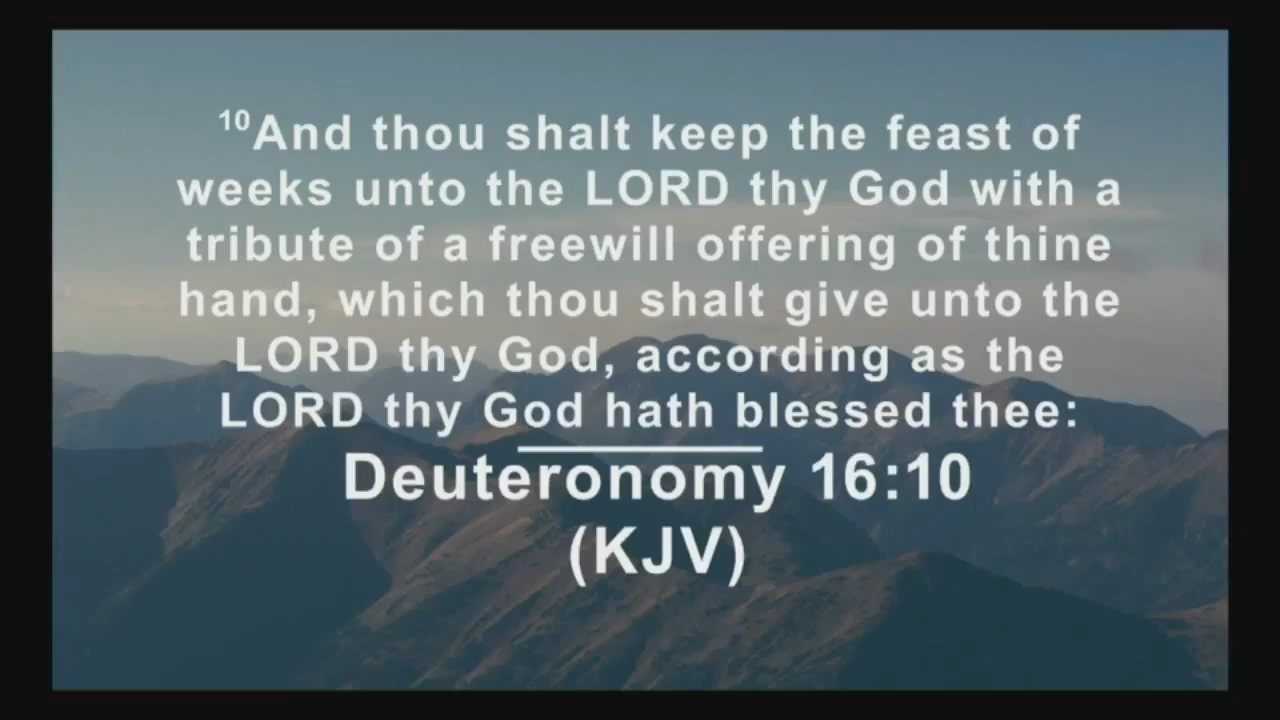 10And thou shalt keep the feast of
weeks unto the LORD thy God with a
tribute of a freewill offering of thine
hand, which thou shalt give unto the
LORD thy God, according as the
LORD thy God hath blessed thee:
Deuteronomy 16:10
(KJV)